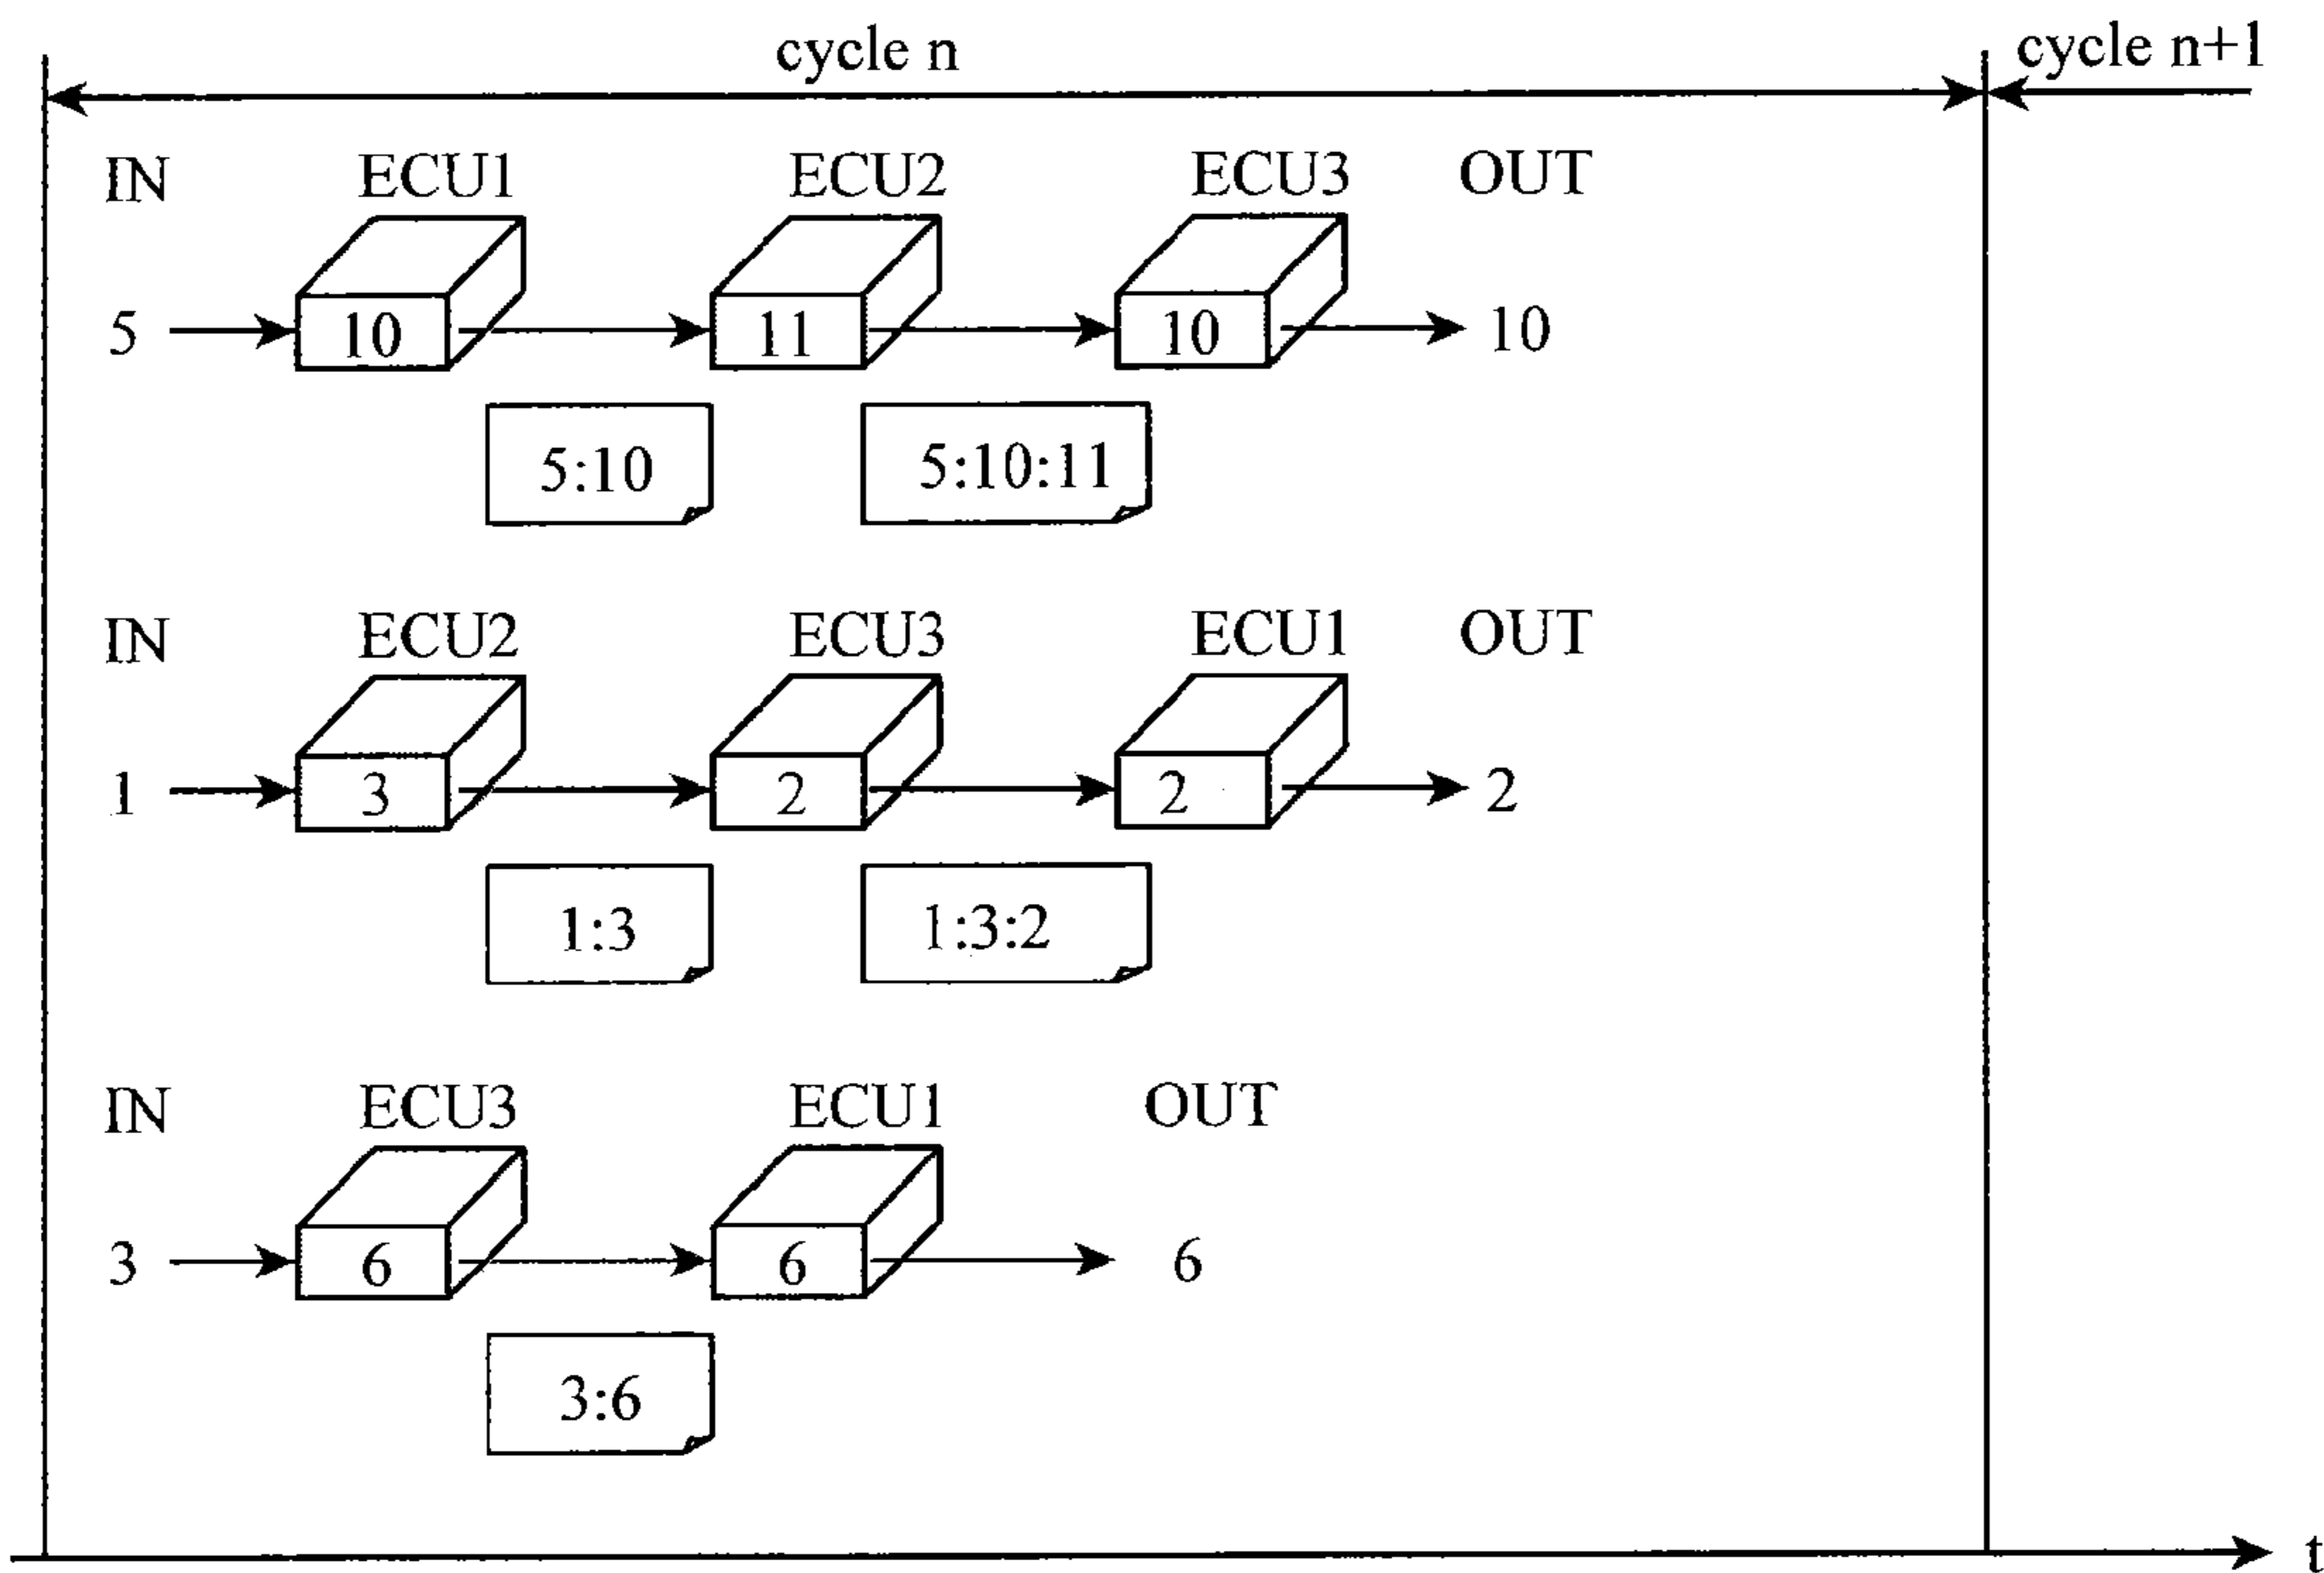 cycle n cycle n+1
IN ECU1 ECU2 ECU3 OUT
5 10 11 10 10
5:10 5:10:11
IN ECU2 ECU3 ECU1 OUT
1 3 2 2 2
1:3 1:3:2
IN ECU3 ECU1 OUT
3 6 6 6
3:6
t